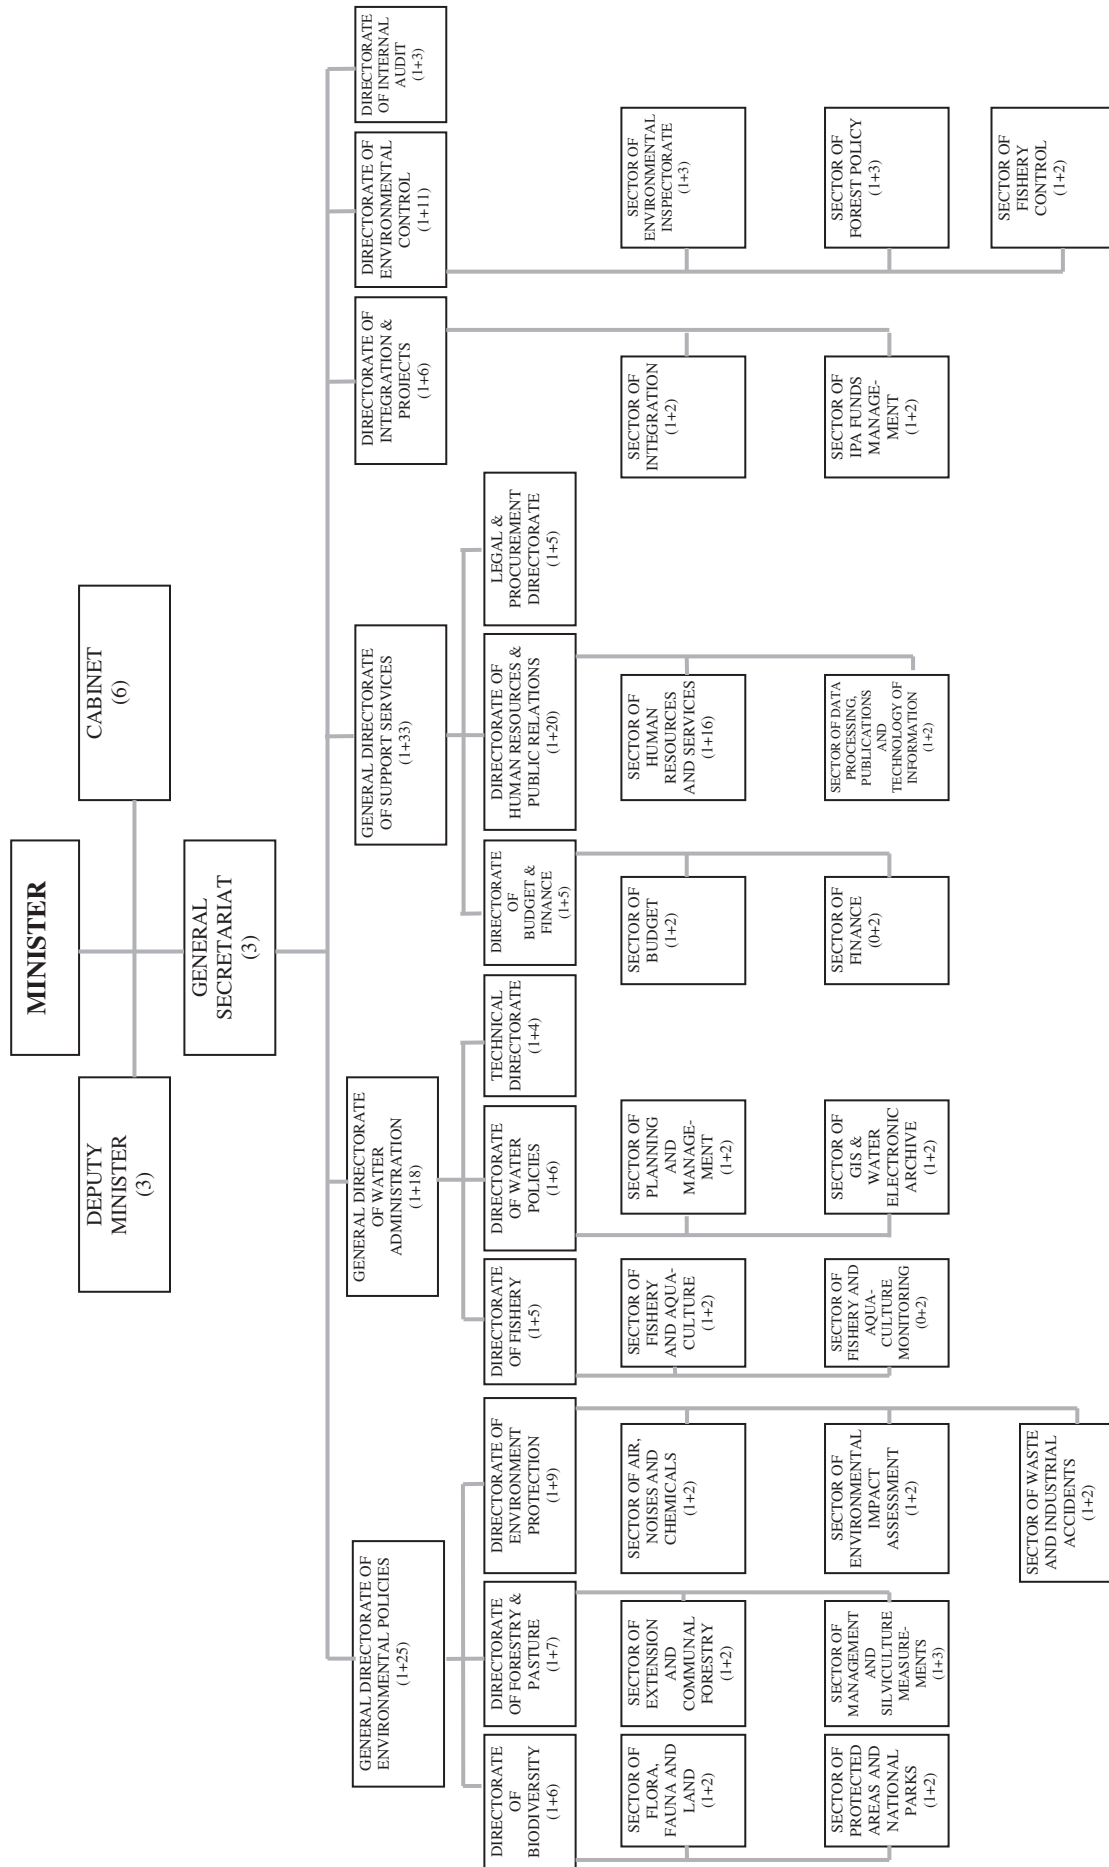 MINISTER
DEPUTY
MINISTER
(3)
CABINET
(6)
GENERAL
SECRETARIAT
(3)
GENERAL DIRECTORATE OF
ENVIRONMENTAL POLICIES
(1+25)
GENERAL DIRECTORATE
OF WATER
ADMINISTRATION
(1+18)
GENERAL DIRECTORATE
OF SUPPORT SERVICES
(1+33)
DIRECTORATE OF
INTEGRATION &
PROJECTS
(1+6)
DIRECTORATE OF
ENVIRONMENTAL
CONTROL
(1+11)
DIRECTORATE
OF INTERNAL
AUDIT
(1+3)
DIRECTORATE
OF
BIODIVERSITY
(1+6)
DIRECTORATE
OF FORESTRY &
PASTURE
(1+7)
DIRECTORATE OF
ENVIRONMENT
PROTECTION
(1+9)
DIRECTORATE
OF FISHERY
(1+5)
DIRECTORATE
OF WATER
POLICIES
(1+6)
TECHNICAL
DIRECTORATE
(1+4)
DIRECTORATE
OF
BUDGET &
FINANCE
(1+5)
DIRECTORATE OF
HUMAN RESOURCES &
PUBLIC RELATIONS
(1+20)
LEGAL &
PROCUREMENT
DIRECTORATE
(1+5)
SECTOR OF
FLORA,
FAUNA AND
LAND
(1+2)
SECTOR OF
EXTENSION
AND
COMMUNAL
FORESTRY
(1+2)
SECTOR OF AIR,
NOISES AND
CHEMICALS
(1+2)
SECTOR OF
FISHERY
AND AQUA-
CULTURE
(1+2)
SECTOR OF
PLANNING
AND
MANAGE-
MENT
(1+2)
SECTOR OF
BUDGET
(1+2)
SECTOR OF
HUMAN
RESOURCES
AND SERVICES
(1+16)
SECTOR OF
INTEGRATION
(1+2)
SECTOR OF
ENVIRONMENTAL
INSPECTORATE
(1+3)
SECTOR OF
PROTECTED
AREAS AND
NATIONAL
PARKS
(1+2)
SECTOR OF
MANAGEMENT
AND
SILVICULTURE
MEASURE-
MENTS
(1+3)
SECTOR OF
ENVIRONMENTAL
IMPACT
ASSESSMENT
(1+2)
SECTOR OF
FISHERY AND
AQUA-
CULTURE
MONITORING
(0+2)
SECTOR OF
GIS &
WATER
ELECTRONIC
ARCHIVE
(1+2)
SECTOR OF
FINANCE
(0+2)
SECTOR OF DATA
PROCESSING,
PUBLICATIONS
AND
TECHNOLOGY OF
INFORMATION
(1+2)
SECTOR OF
IPA FUNDS
MANAGE-
MENT
(1+2)
SECTOR OF
FOREST POLICY
(1+3)
SECTOR OF WASTE
AND INDUSTRIAL
ACCIDENTS
(1+2)
SECTOR OF
FISHERY
CONTROL
(1+2)